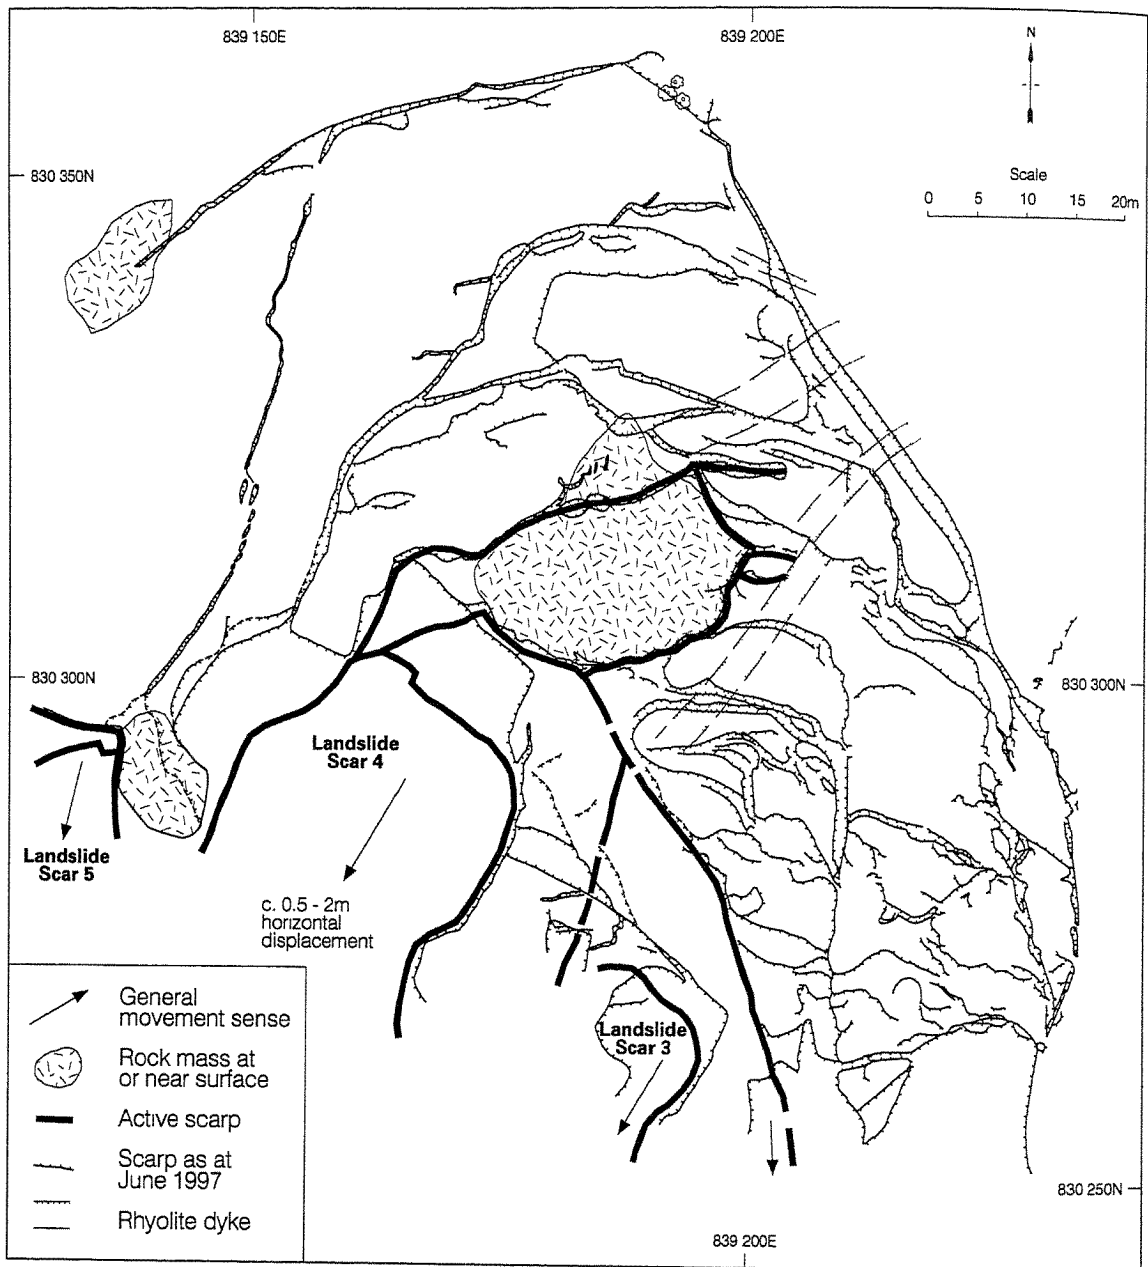 839 150E
839 200E
N
830 350N
Scale
0 5 10 15 20m
830 300N
830 300N
Landslide
Scar 4
Landslide
Scar 5
c. 0.5 - 2m
horizontal
displacement
Landslide
Scar 3
General
movement sense
Rock mass at
or near surface
Active scarp
Scarp as at
June 1997
Rhyolite dyke
830 250N
839 200E